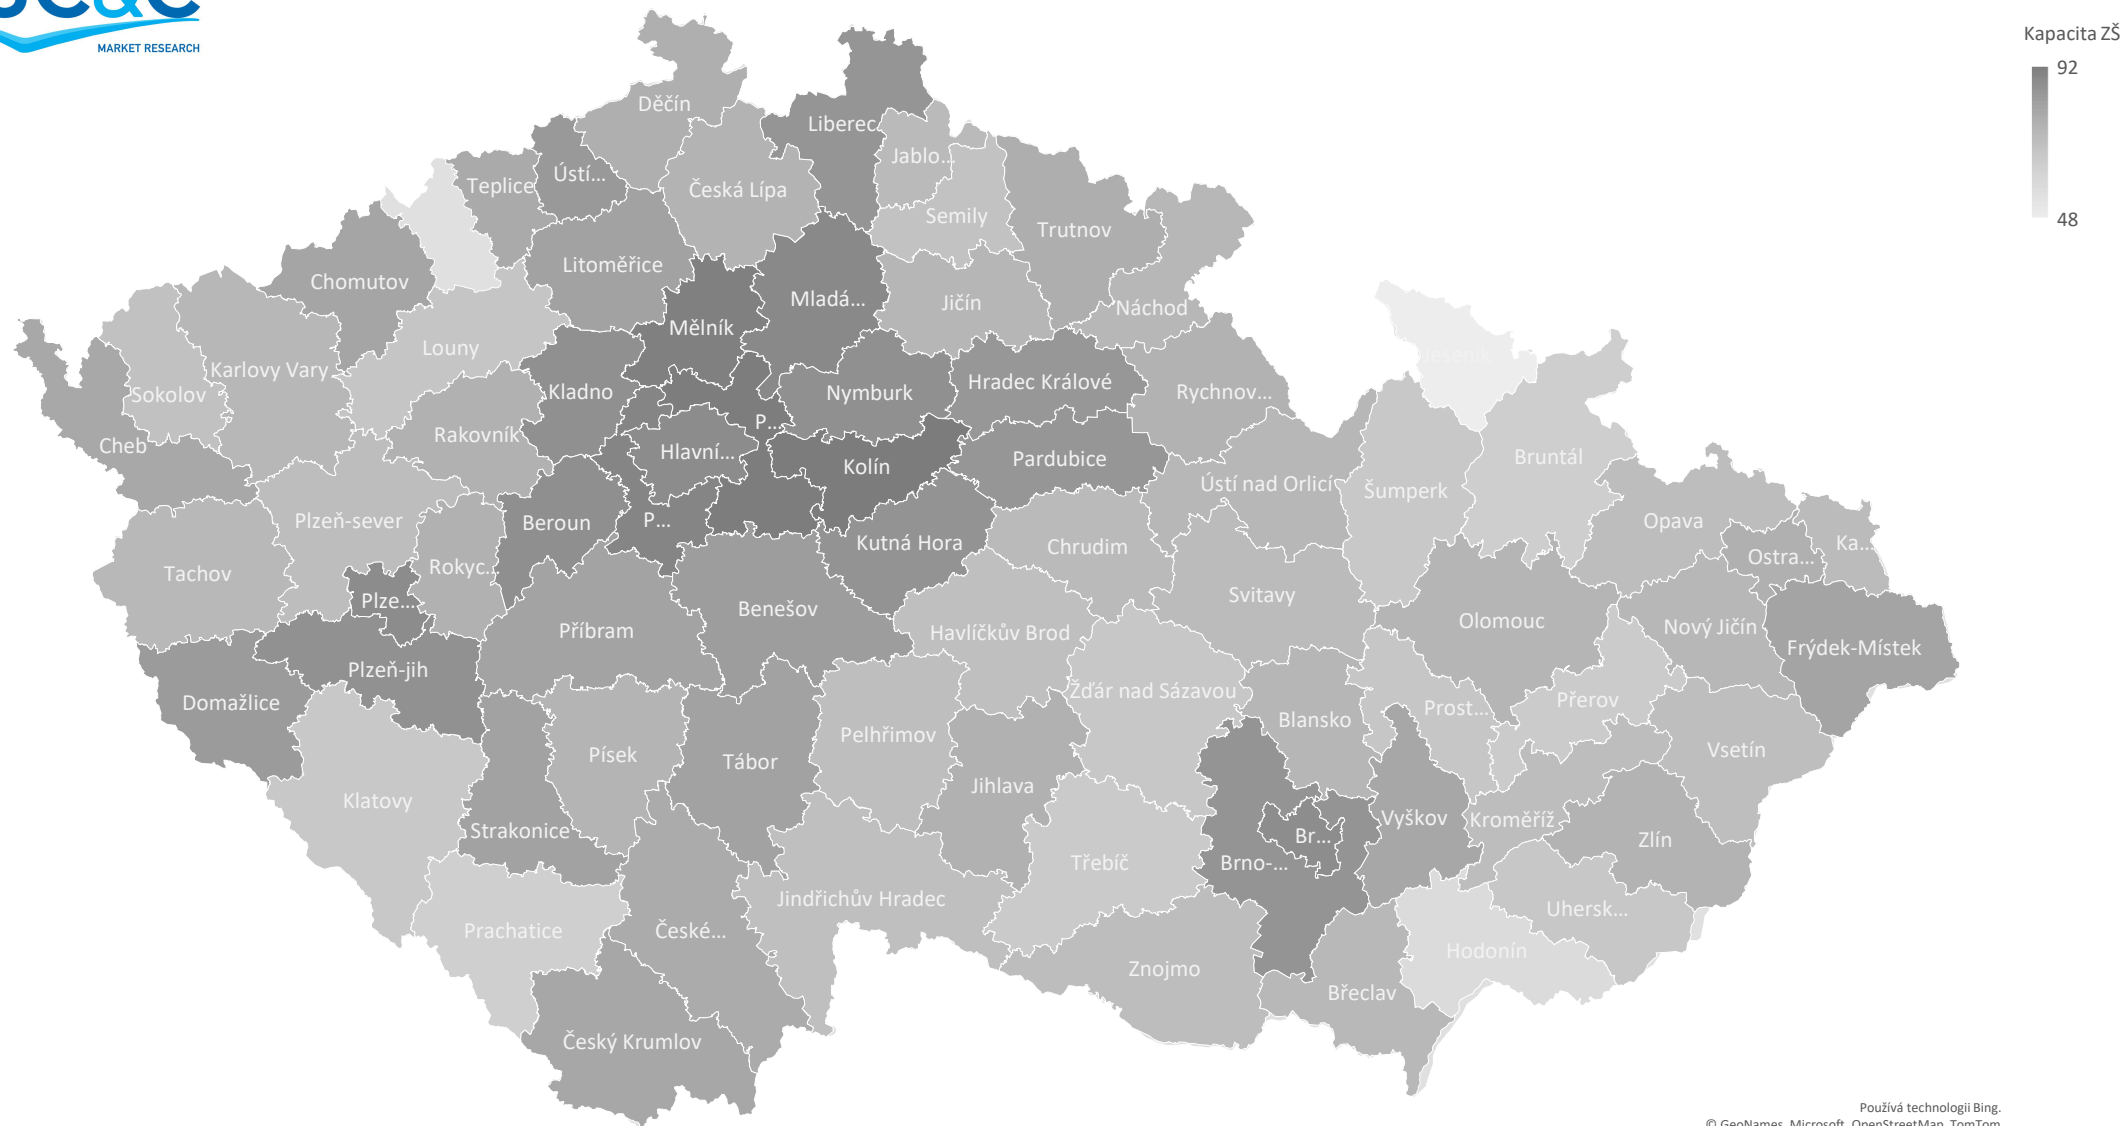 C&C
MARKET RESEARCH
Kapacita ZŠ
92
48
Děčín
Liberec
Jablo...
Teplice
Ústí...
Česká Lípa
Semily
Trutnov
Litoměřice
Chomutov
Mladá...
Jičín
Náchod
Mělník
Louny
Jeseník
Karlovy Vary
Sokolov
Kladno
Nymburk
Hradec Králové
Rychnov...
P...
Rakovník
Cheb
Hlavní...
Kolín
Pardubice
Bruntál
Ústí nad Orlicí
Šumperk
Plzeň-sever
Beroun
P...
Opava
Kutná Hora
Chrudim
Ka...
Ostra...
Tachov
Rokyc...
Plze...
Benešov
Svitavy
Příbram
Havlíčkův Brod
Olomouc
Nový Jičín
Frýdek-Místek
Plzeň-jih
Domažlice
Žďár nad Sázavou
Přerov
Prost...
Blansko
Pelhřimov
Písek
Tábor
Vsetín
Jihlava
Klatovy
Strakonice
Vyškov
Kroměříž
Br...
Zlín
Třebíč
Brno-...
Jindřichův Hradec
Uhersk...
Prachatice
České...
Hodonín
Znojmo
Břeclav
Český Krumlov
Používá technologii Bing.
© GeoNames, Microsoft, OpenStreetMap, TomTom